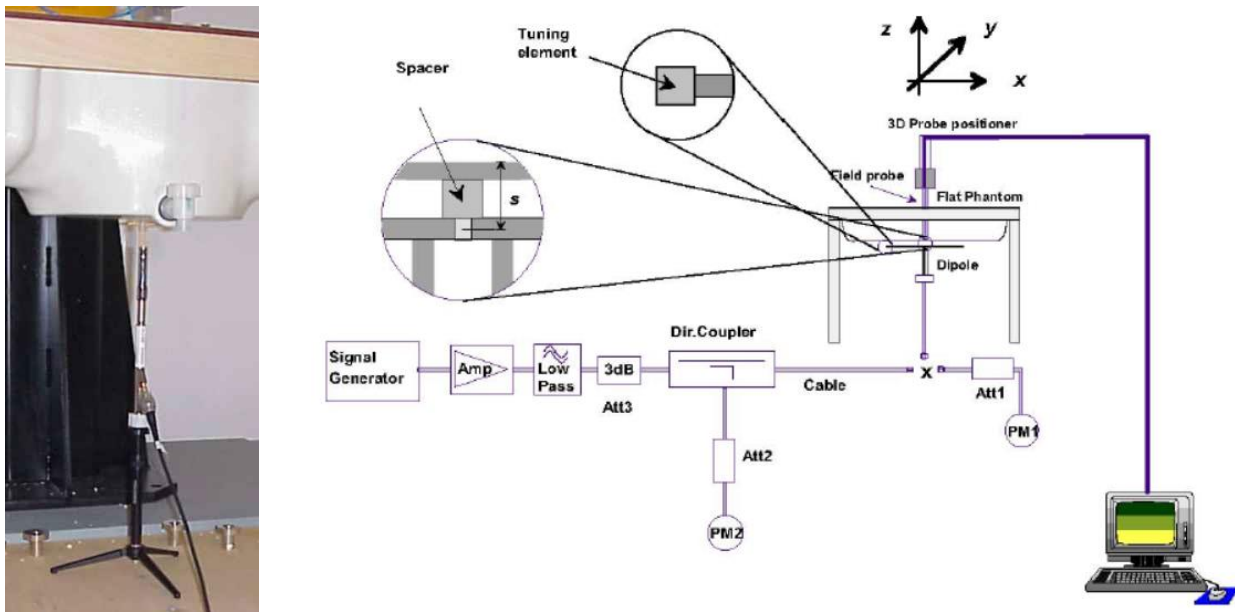 Tuning
element
Spacer
s
z
y
x
3D Probe positioner
Field probe
Flat Phantom
Dipole
Signal
Generator
Amp
Low
Pass
3dB
Att3
Dir.Coupler
Cable
x
Att1
PM1
Att2
PM2